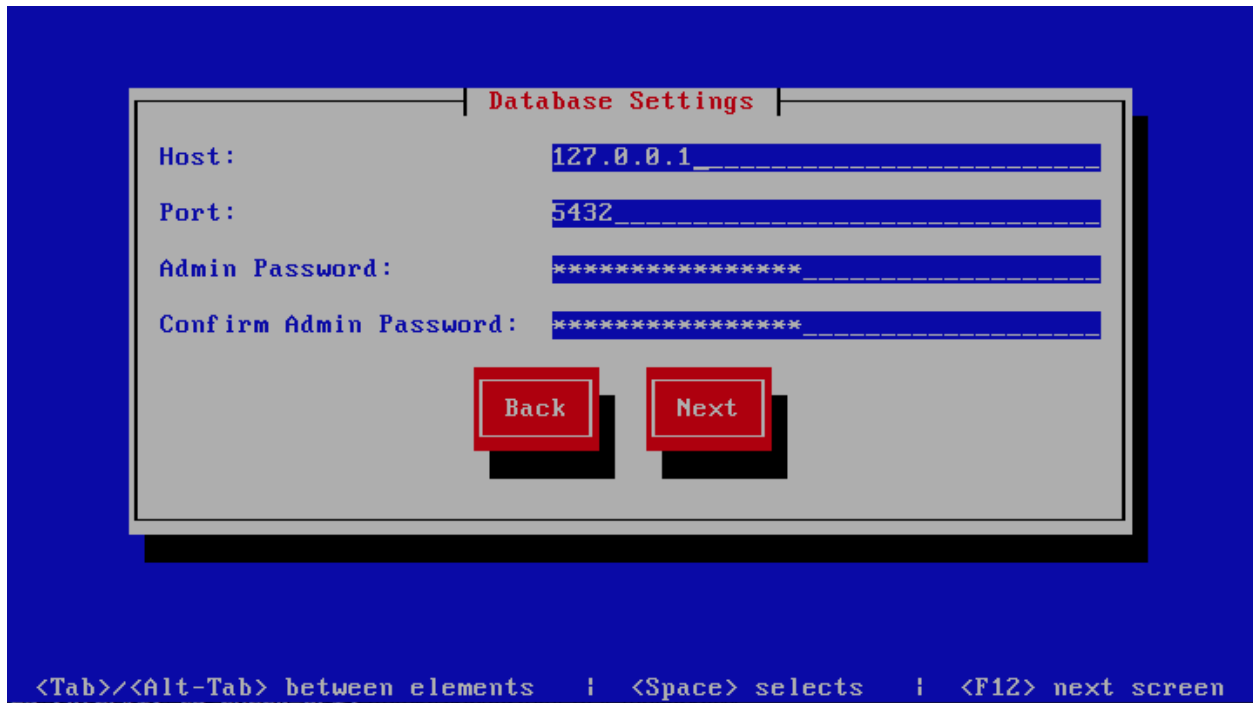 Database Settings
Host: 127.0.0.1_
Port: 5432
Admin Password: ****************
Confirm Admin Password: ****************
Back Next
<Tab>/<Alt-Tab> between elements | <Space> selects | <F12> next screen